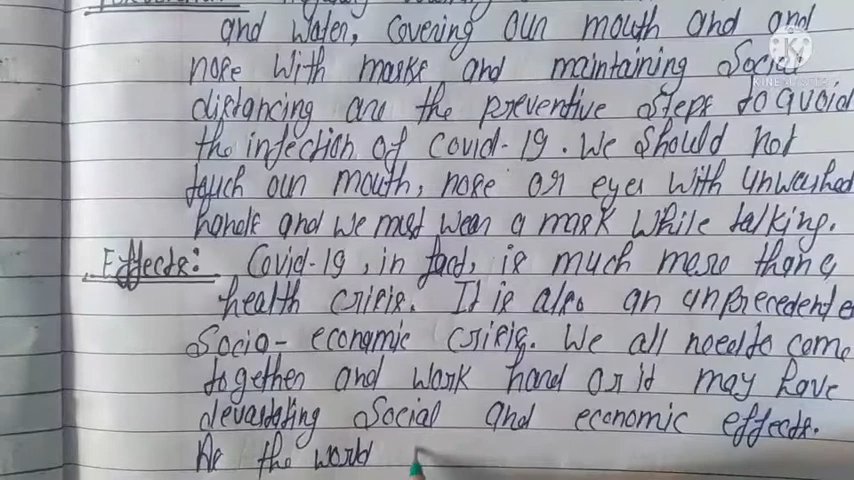 and water, covering our mouth and and
nose with masks and maintaining Social
distancing are the preventive steps to avoid
the infection of Covid-19. We should not
touch our mouth, nose or eyes with unwashed
hands and we must wear a mask while talking.
Effects: Covid-19, in fact, is much more than a
health crisis. It is also an unprecedente
Socio-economic crisis. We all need to come
together and work hard or it may have
devastating Social and economic effects.
As the world
KINEMASTER